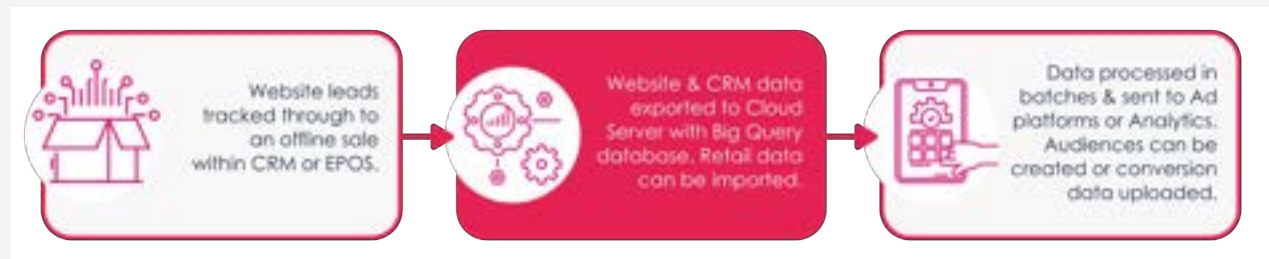 Website leads
tracked through to
an offline sale
within CRM or EPOS.
Website & CRM data
exported to Cloud
Server with Big Query
database. Retail data
can be imported.
Data processed in
batches & sent to Ad
platforms or Analytics.
Audiences can be
created or conversion
data uploaded.